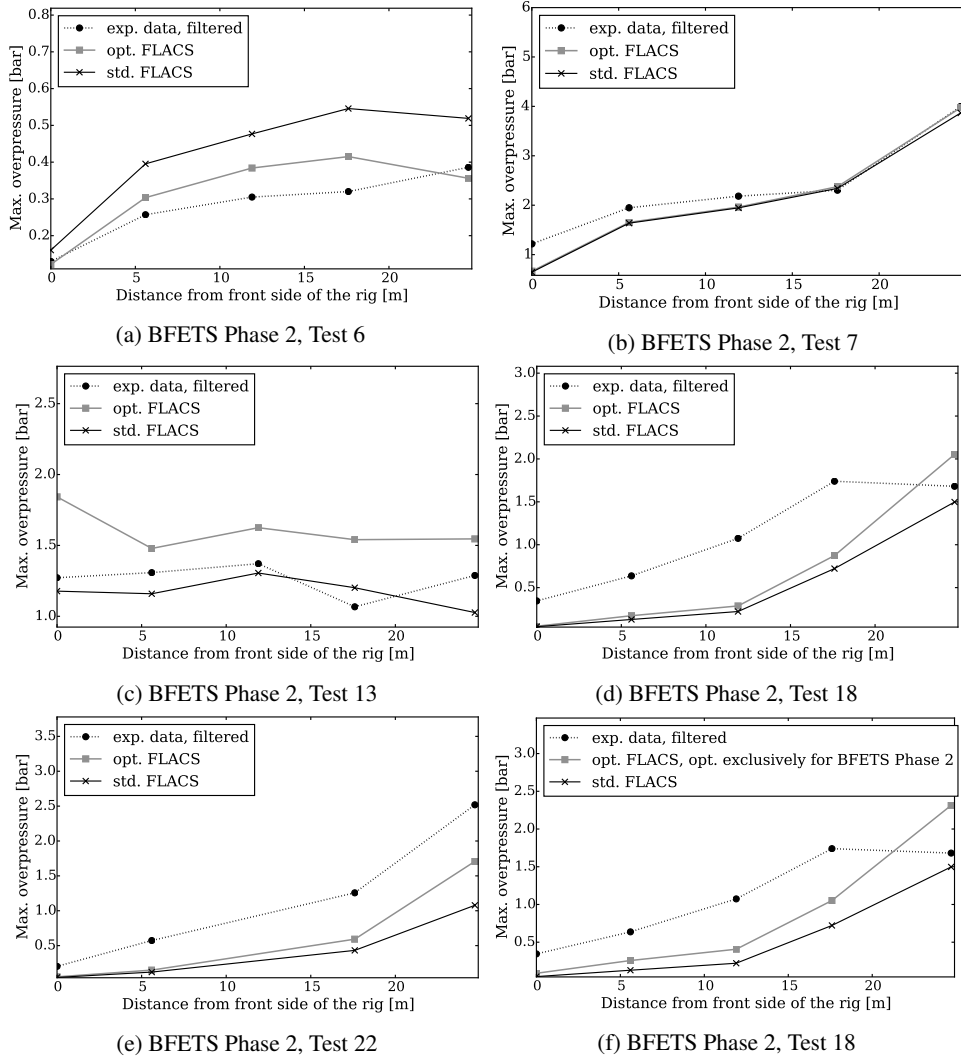 0.8
0.6
0.5
0.3
0.2
Max. overpressure [bar]
exp. data, filtered
opt. FLACS
std. FLACS
0 5 10 15 20
Distance from front side of the rig [m]
(a) BFETS Phase 2, Test 6
6
5
4
2
1
Max. overpressure [bar]
exp. data, filtered
opt. FLACS
std. FLACS
0 5 10 15 20
Distance from front side of the rig [m]
(b) BFETS Phase 2, Test 7
2.5
2.0
1.5
1.0
Max. overpressure [bar]
exp. data, filtered
opt. FLACS
std. FLACS
0 5 10 15 20
Distance from front side of the rig [m]
(c) BFETS Phase 2, Test 13
3.0
2.5
2.0
1.5
1.0
0.5
Max. overpressure [bar]
exp. data, filtered
opt. FLACS
std. FLACS
0 5 10 15 20
Distance from front side of the rig [m]
(d) BFETS Phase 2, Test 18
3.5
3.0
2.5
2.0
1.5
1.0
0.5
Max. overpressure [bar]
exp. data, filtered
opt. FLACS
std. FLACS
0 5 10 15 20
Distance from front side of the rig [m]
(e) BFETS Phase 2, Test 22
3.0
2.5
2.0
1.5
1.0
0.5
Max. overpressure [bar]
exp. data, filtered
opt. FLACS, opt. exclusively for BFETS Phase 2
std. FLACS
0 5 10 15 20
Distance from front side of the rig [m]
(f) BFETS Phase 2, Test 18